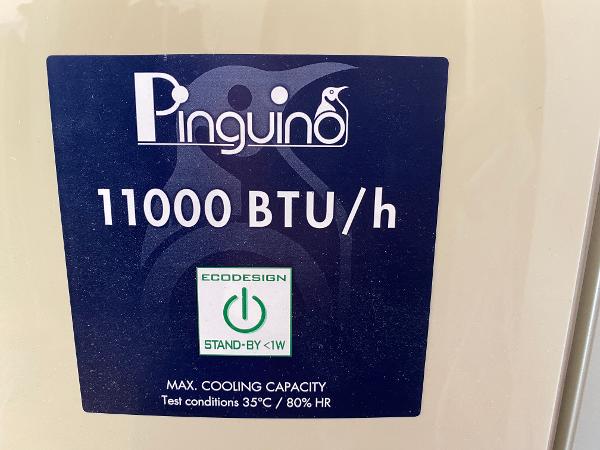 Pinguino
11000 BTU/h
ECODESIGN
STAND-BY <1W
MAX. COOLING CAPACITY
Test conditions 35°C / 80% HR